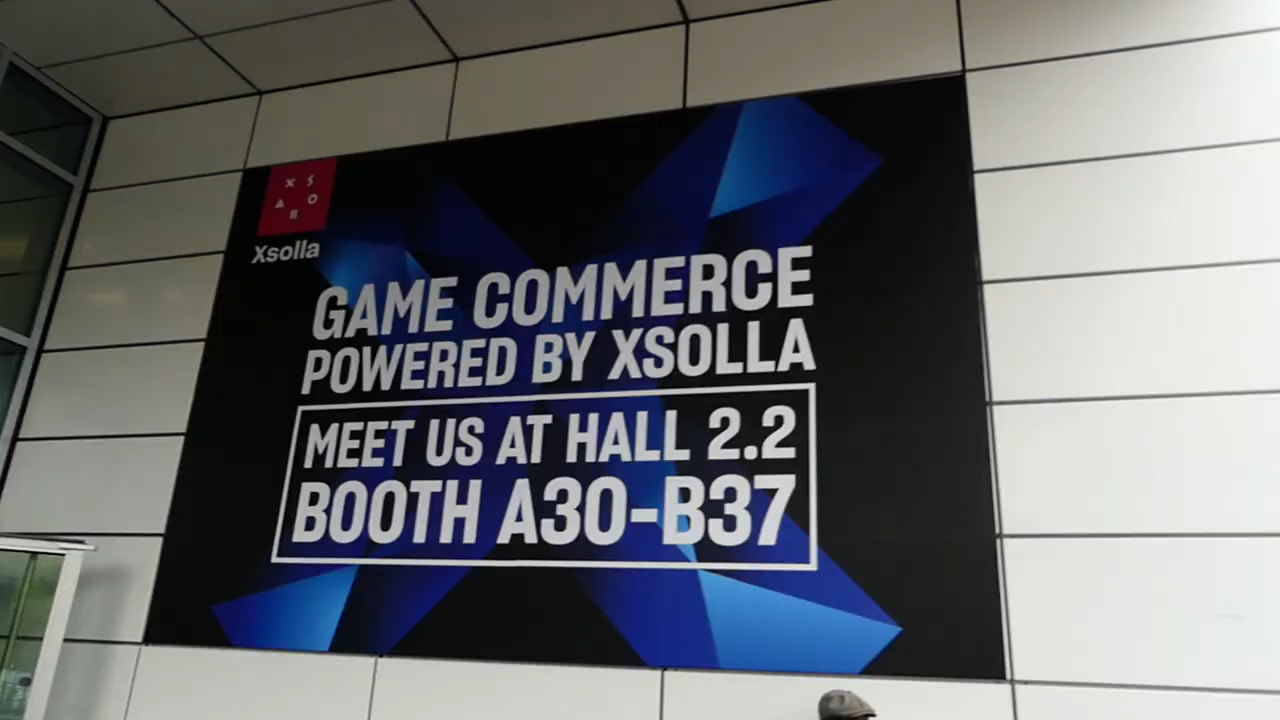 Xsolla
GAME COMMERCE
POWERED BY XSOLLA
MEET US AT HALL 2.2
BOOTH A30-B37